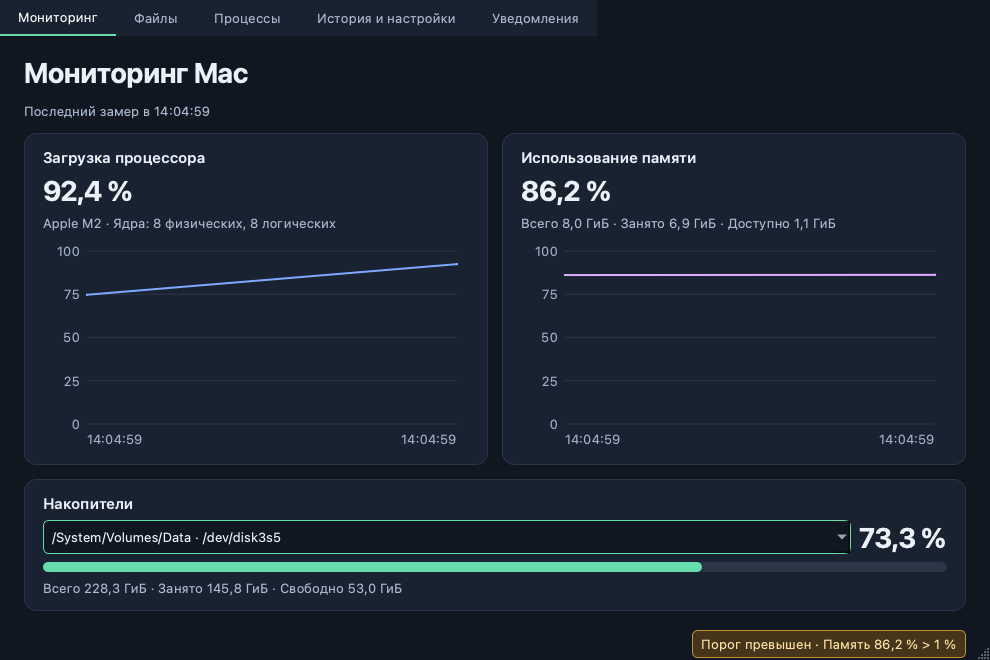 Мониторинг Файлы Процессы История и настройки Уведомления
Мониторинг Mac
Последний замер в 14:04:59
Загрузка процессора
92,4 %
Apple M2 · Ядра: 8 физических, 8 логических
100
75
50
25
0
14:04:59 14:04:59
Использование памяти
86,2 %
Всего 8,0 ГиБ · Занято 6,9 ГиБ · Доступно 1,1 ГиБ
100
75
50
25
0
14:04:59 14:04:59
Накопители
/System/Volumes/Data · /dev/disk3s5
73,3 %
Всего 228,3 ГиБ · Занято 145,8 ГиБ · Свободно 53,0 ГиБ
Порог превышен · Память 86,2 % > 1 %